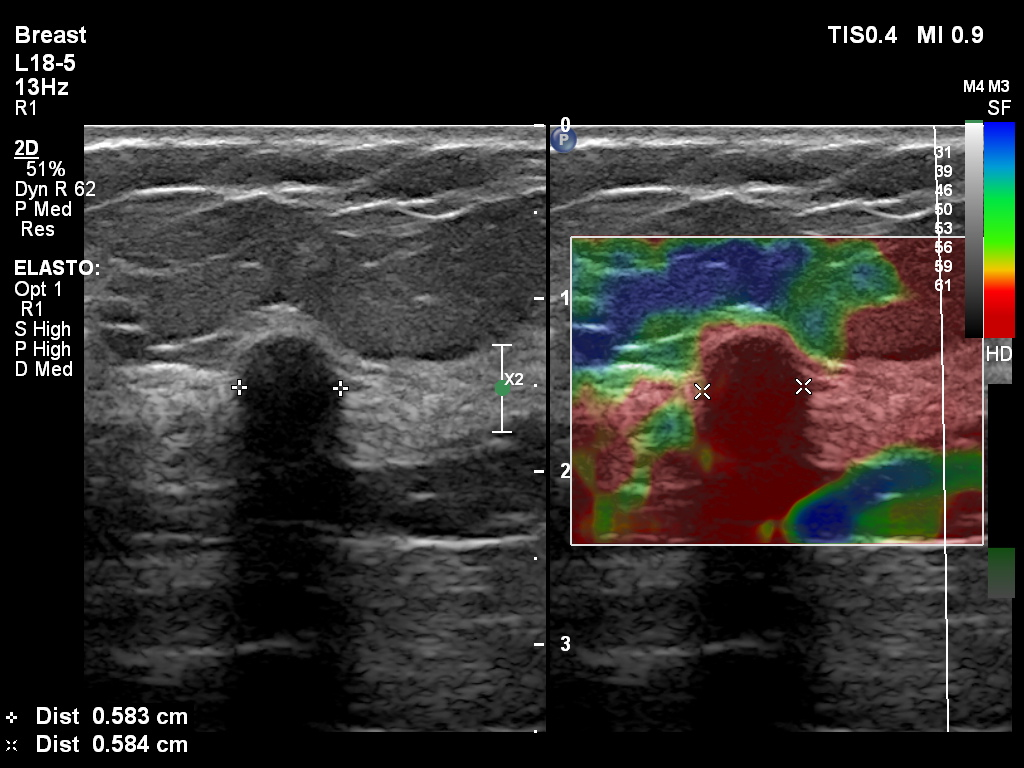 Breast
TIS0.4 MI 0.9
L18-5
13Hz
R1
M4 M3
SF
2D
51%
Dyn R 62
P Med
Res
ELASTO:
Opt 1
R1
S High
P High
D Med
0
P
1
2
3
X2
31
39
46
50
53
56
59
61
HD
Dist 0.583 cm
Dist 0.584 cm